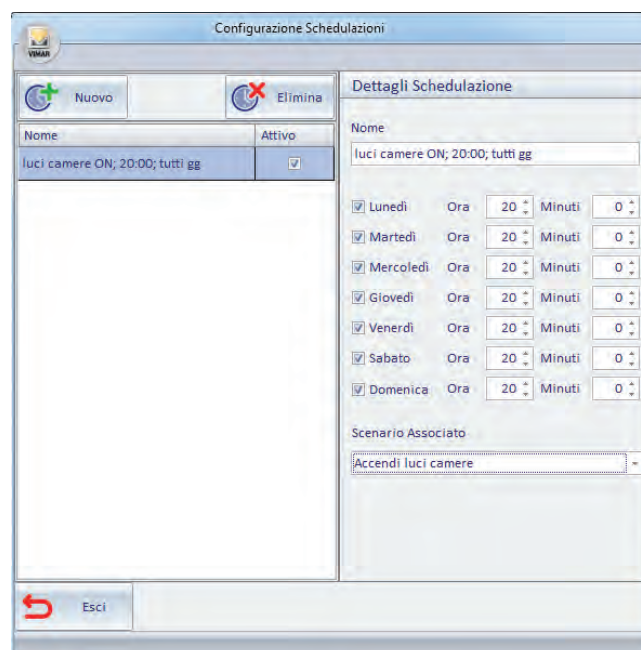 Configurazione Schedulazioni
VIMAR
Nuovo
Elimina
Nome Attivo
luci camere ON; 20:00; tutti gg
Dettagli Schedulazione
Nome
luci camere ON; 20:00; tutti gg
Lunedì Ora 20 Minuti 0
Martedì Ora 20 Minuti 0
Mercoledì Ora 20 Minuti 0
Giovedì Ora 20 Minuti 0
Venerdì Ora 20 Minuti 0
Sabato Ora 20 Minuti 0
Domenica Ora 20 Minuti 0
Scenario Associato
Accendi luci camere
Esci